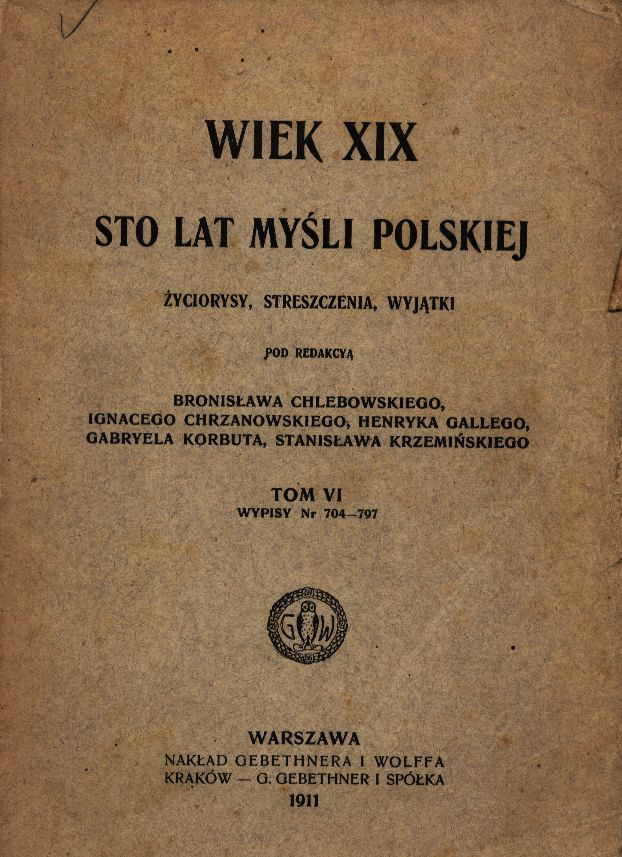 WIEK XIX
STO LAT MYŚLI POLSKIEJ
ŻYCIORYSY, STRESZCZENIA, WYJĄTKI
POD REDAKCYĄ
BRONISŁAWA CHLEBOWSKIEGO,
IGNACEGO CHRZANOWSKIEGO, HENRYKA GALLEGO,
GABRYELA KORBUTA, STANISŁAWA KRZEMIŃSKIEGO
TOM VI
WYPISY Nr 704—797
G W
WARSZAWA
NAKŁAD GEBETHNERA I WOLFFA
KRAKÓW — G. GEBETHNER I SPÓŁKA
1911